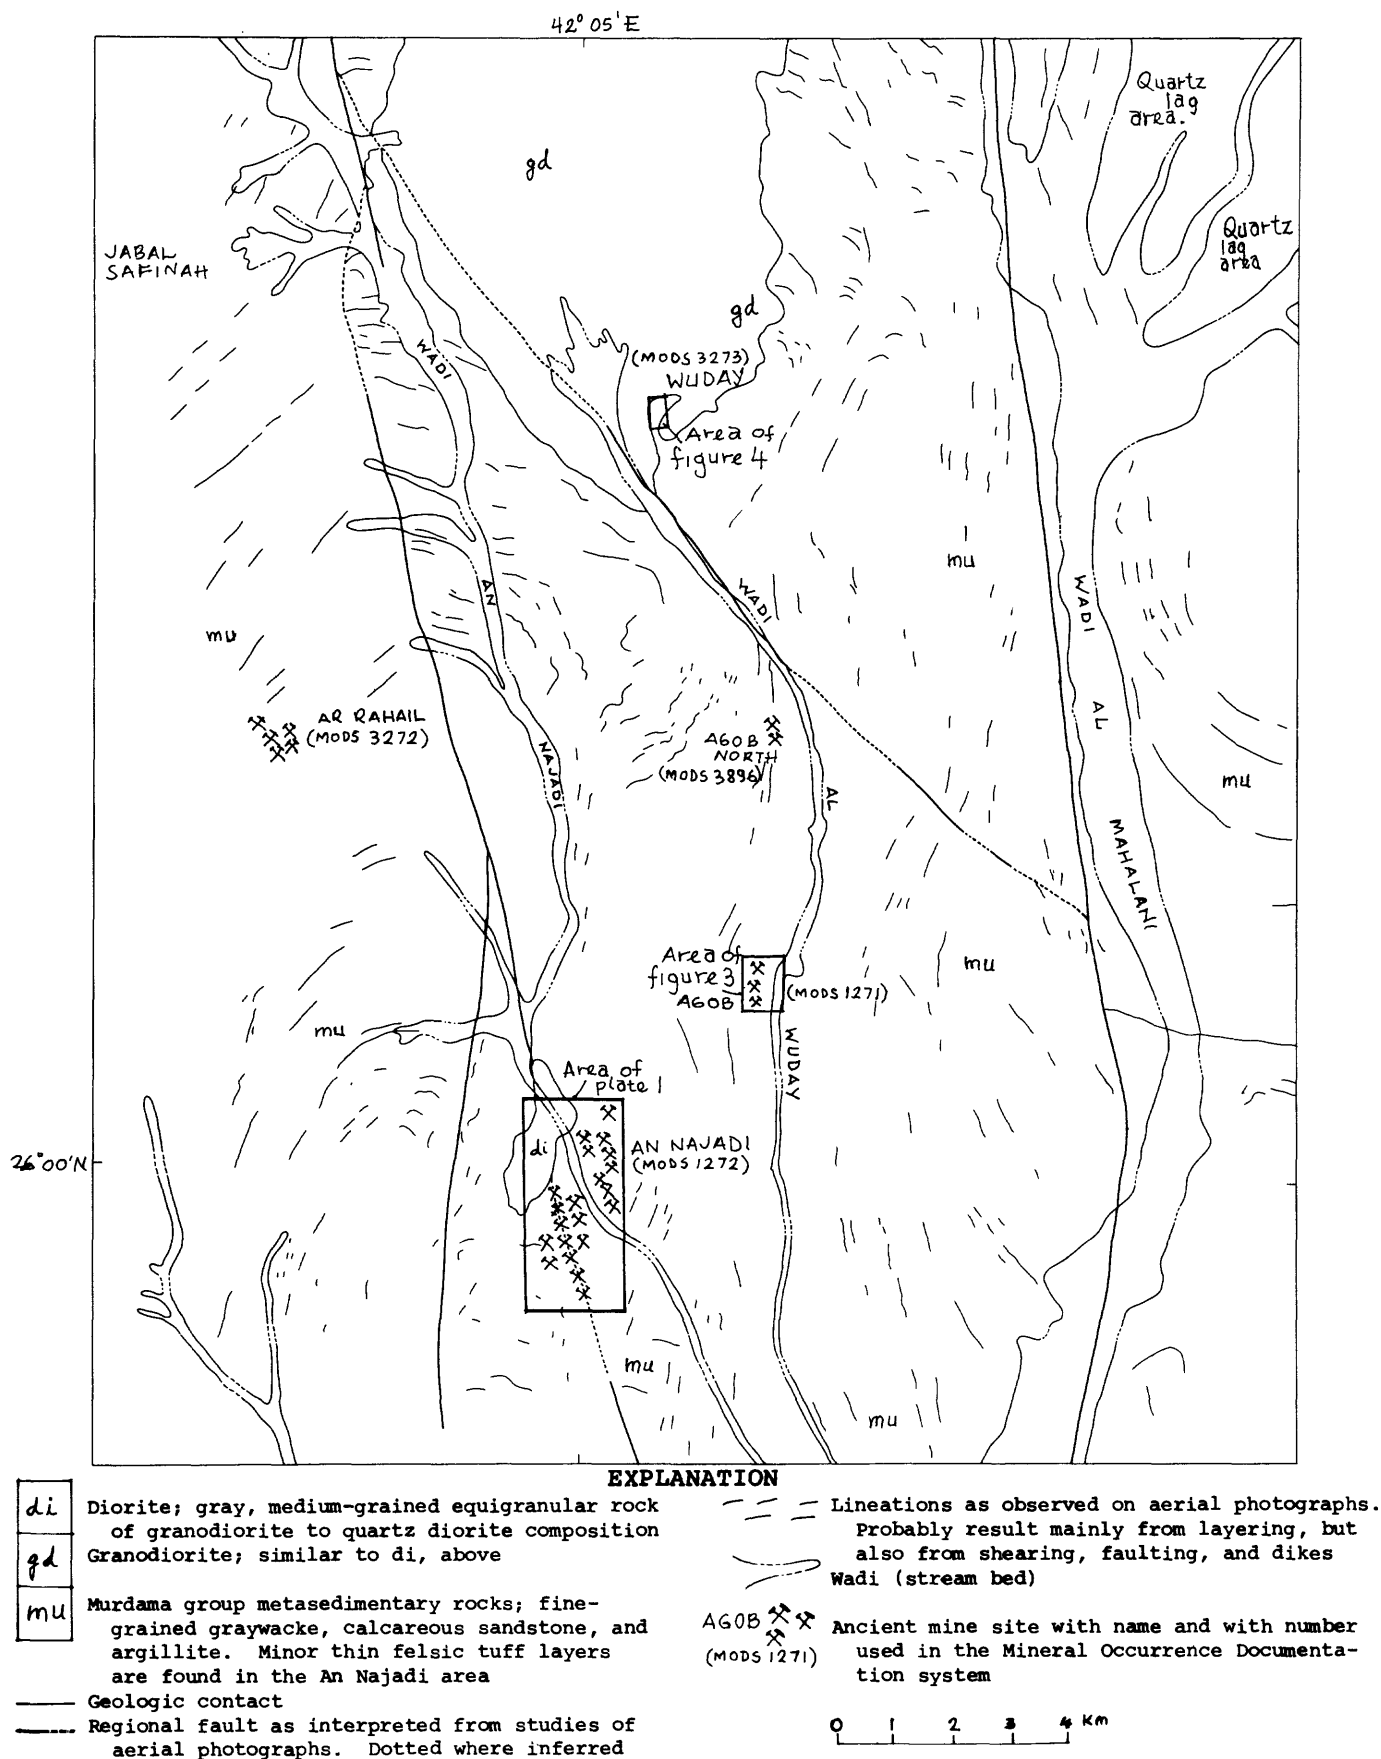 42° 05'E
Quartz
lag
area.
gd
JABAL
SAFINAH
Quartz
lag
area
gd
WADI
(MODS 3273)
WUDAY
Area of
figure 4
mu
WADI
WADI
AN
mu
AR RAHAIL
(MODS 3272)
AGOB
NORTH
(MODS 3896)
NAJADI
AL
AL
mu
MAHALANI
Area of
figure 3
AGOB
(MODS 1271)
mu
mu
WUDAY
Area of
plate 1
di
AN NAJADI
(MODS 1272)
26°00'N
mu
mu
EXPLANATION
di
Diorite; gray, medium-grained equigranular rock
of granodiorite to quartz diorite composition
gd
Granodiorite; similar to di, above
mu
Murdama group metasedimentary rocks; fine-
grained graywacke, calcareous sandstone, and
argillite. Minor thin felsic tuff layers
are found in the An Najadi area
Geologic contact
Regional fault as interpreted from studies of
aerial photographs. Dotted where inferred
Lineations as observed on aerial photographs.
Probably result mainly from layering, but
also from shearing, faulting, and dikes
Wadi (stream bed)
AGOB
(MODS 1271)
Ancient mine site with name and with number
used in the Mineral Occurrence Documenta-
tion system
0 1 2 3 4 Km